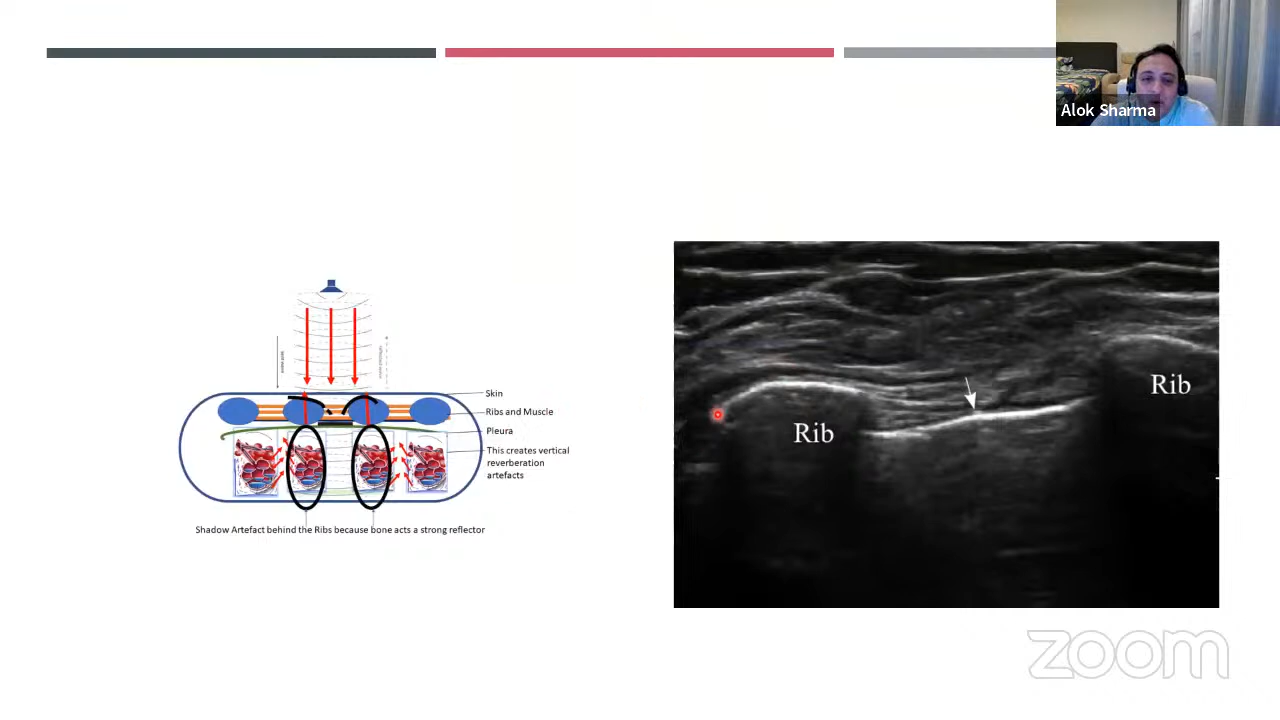 Alok Sharma
Skin
Ribs and Muscle
Pleura
This creates vertical
reverberation
artefacts
Shadow Artefact behind the Ribs because bone acts a strong reflector
Rib
Rib
zoom